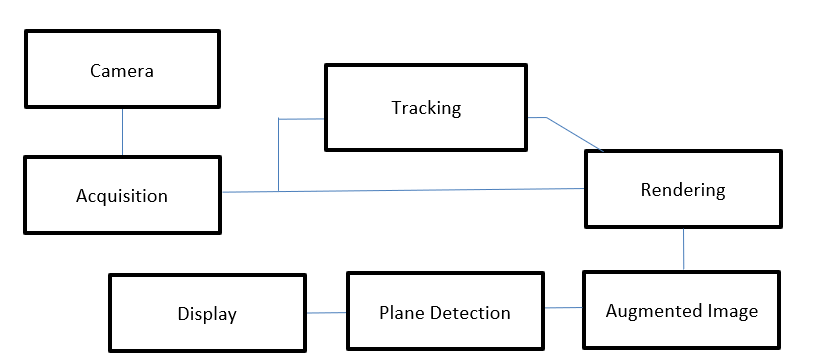 Camera
Tracking
Acquisition
Rendering
Display
Plane Detection
Augmented Image